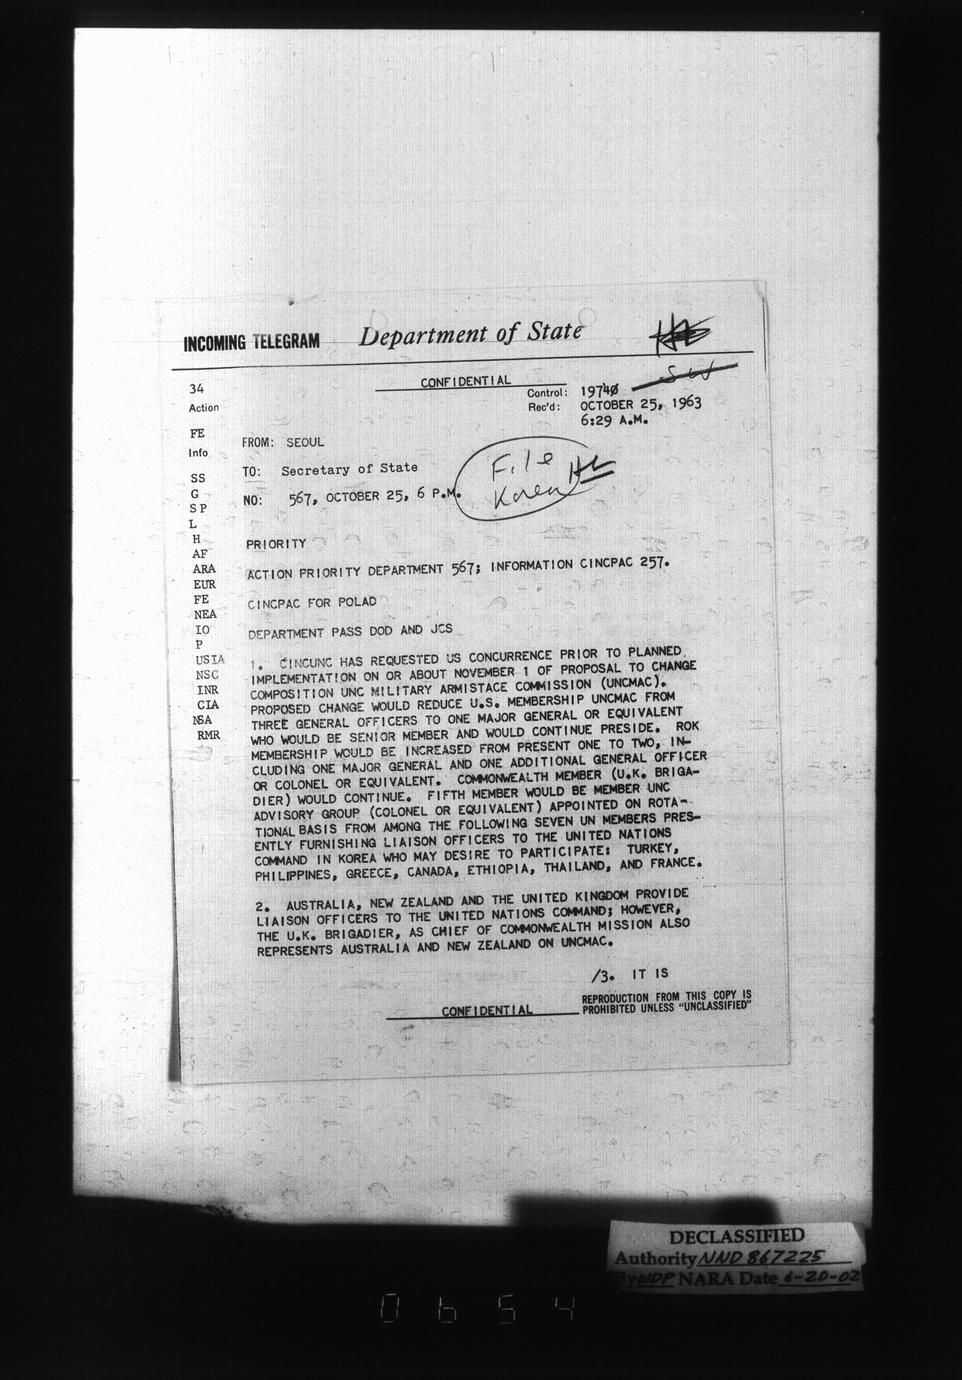 INCOMING TELEGRAM Department of State
CONFIDENTIAL
34
Action
FE
Info
SS
G
SP
L
H
AF
ARA
EUR
FE
NEA
IO
P
USIA
NSC
INR
CIA
NSA
RMR
Control: 19740
Rec'd: OCTOBER 25, 1963
6:29 A.M.
FROM: SEOUL
TO: Secretary of State
NO: 567, OCTOBER 25, 6 P.M.
File
Korea
PRIORITY
ACTION PRIORITY DEPARTMENT 567; INFORMATION CINCPAC 257.
CINCPAC FOR POLAD
DEPARTMENT PASS DOD AND JCS
1. CINCUNC HAS REQUESTED US CONCURRENCE PRIOR TO PLANNED
IMPLEMENTATION ON OR ABOUT NOVEMBER 1 OF PROPOSAL TO CHANGE
COMPOSITION UNC MILITARY ARMISTACE COMMISSION (UNCMAC).
PROPOSED CHANGE WOULD REDUCE U.S. MEMBERSHIP UNCMAC FROM
THREE GENERAL OFFICERS TO ONE MAJOR GENERAL OR EQUIVALENT
WHO WOULD BE SENIOR MEMBER AND WOULD CONTINUE PRESIDE. ROK
MEMBERSHIP WOULD BE INCREASED FROM PRESENT ONE TO TWO, IN-
CLUDING ONE MAJOR GENERAL AND ONE ADDITIONAL GENERAL OFFICER
OR COLONEL OR EQUIVALENT. COMMONWEALTH MEMBER (U.K. BRIGA-
DIER) WOULD CONTINUE. FIFTH MEMBER WOULD BE MEMBER UNC
ADVISORY GROUP (COLONEL OR EQUIVALENT) APPOINTED ON ROTA-
TIONAL BASIS FROM AMONG THE FOLLOWING SEVEN UN MEMBERS PRES-
ENTLY FURNISHING LIAISON OFFICERS TO THE UNITED NATIONS
COMMAND IN KOREA WHO MAY DESIRE TO PARTICIPATE: TURKEY,
PHILIPPINES, GREECE, CANADA, ETHIOPIA, THAILAND, AND FRANCE.
2. AUSTRALIA, NEW ZEALAND AND THE UNITED KINGDOM PROVIDE
LIAISON OFFICERS TO THE UNITED NATIONS COMMAND; HOWEVER,
THE U.K. BRIGADIER, AS CHIEF OF COMMONWEALTH MISSION ALSO
REPRESENTS AUSTRALIA AND NEW ZEALAND ON UNCMAC.
/3. IT IS
CONFIDENTIAL
REPRODUCTION FROM THIS COPY IS
PROHIBITED UNLESS "UNCLASSIFIED"
DECLASSIFIED
Authority NND 867225
By WDP NARA Date 6-20-02
0654